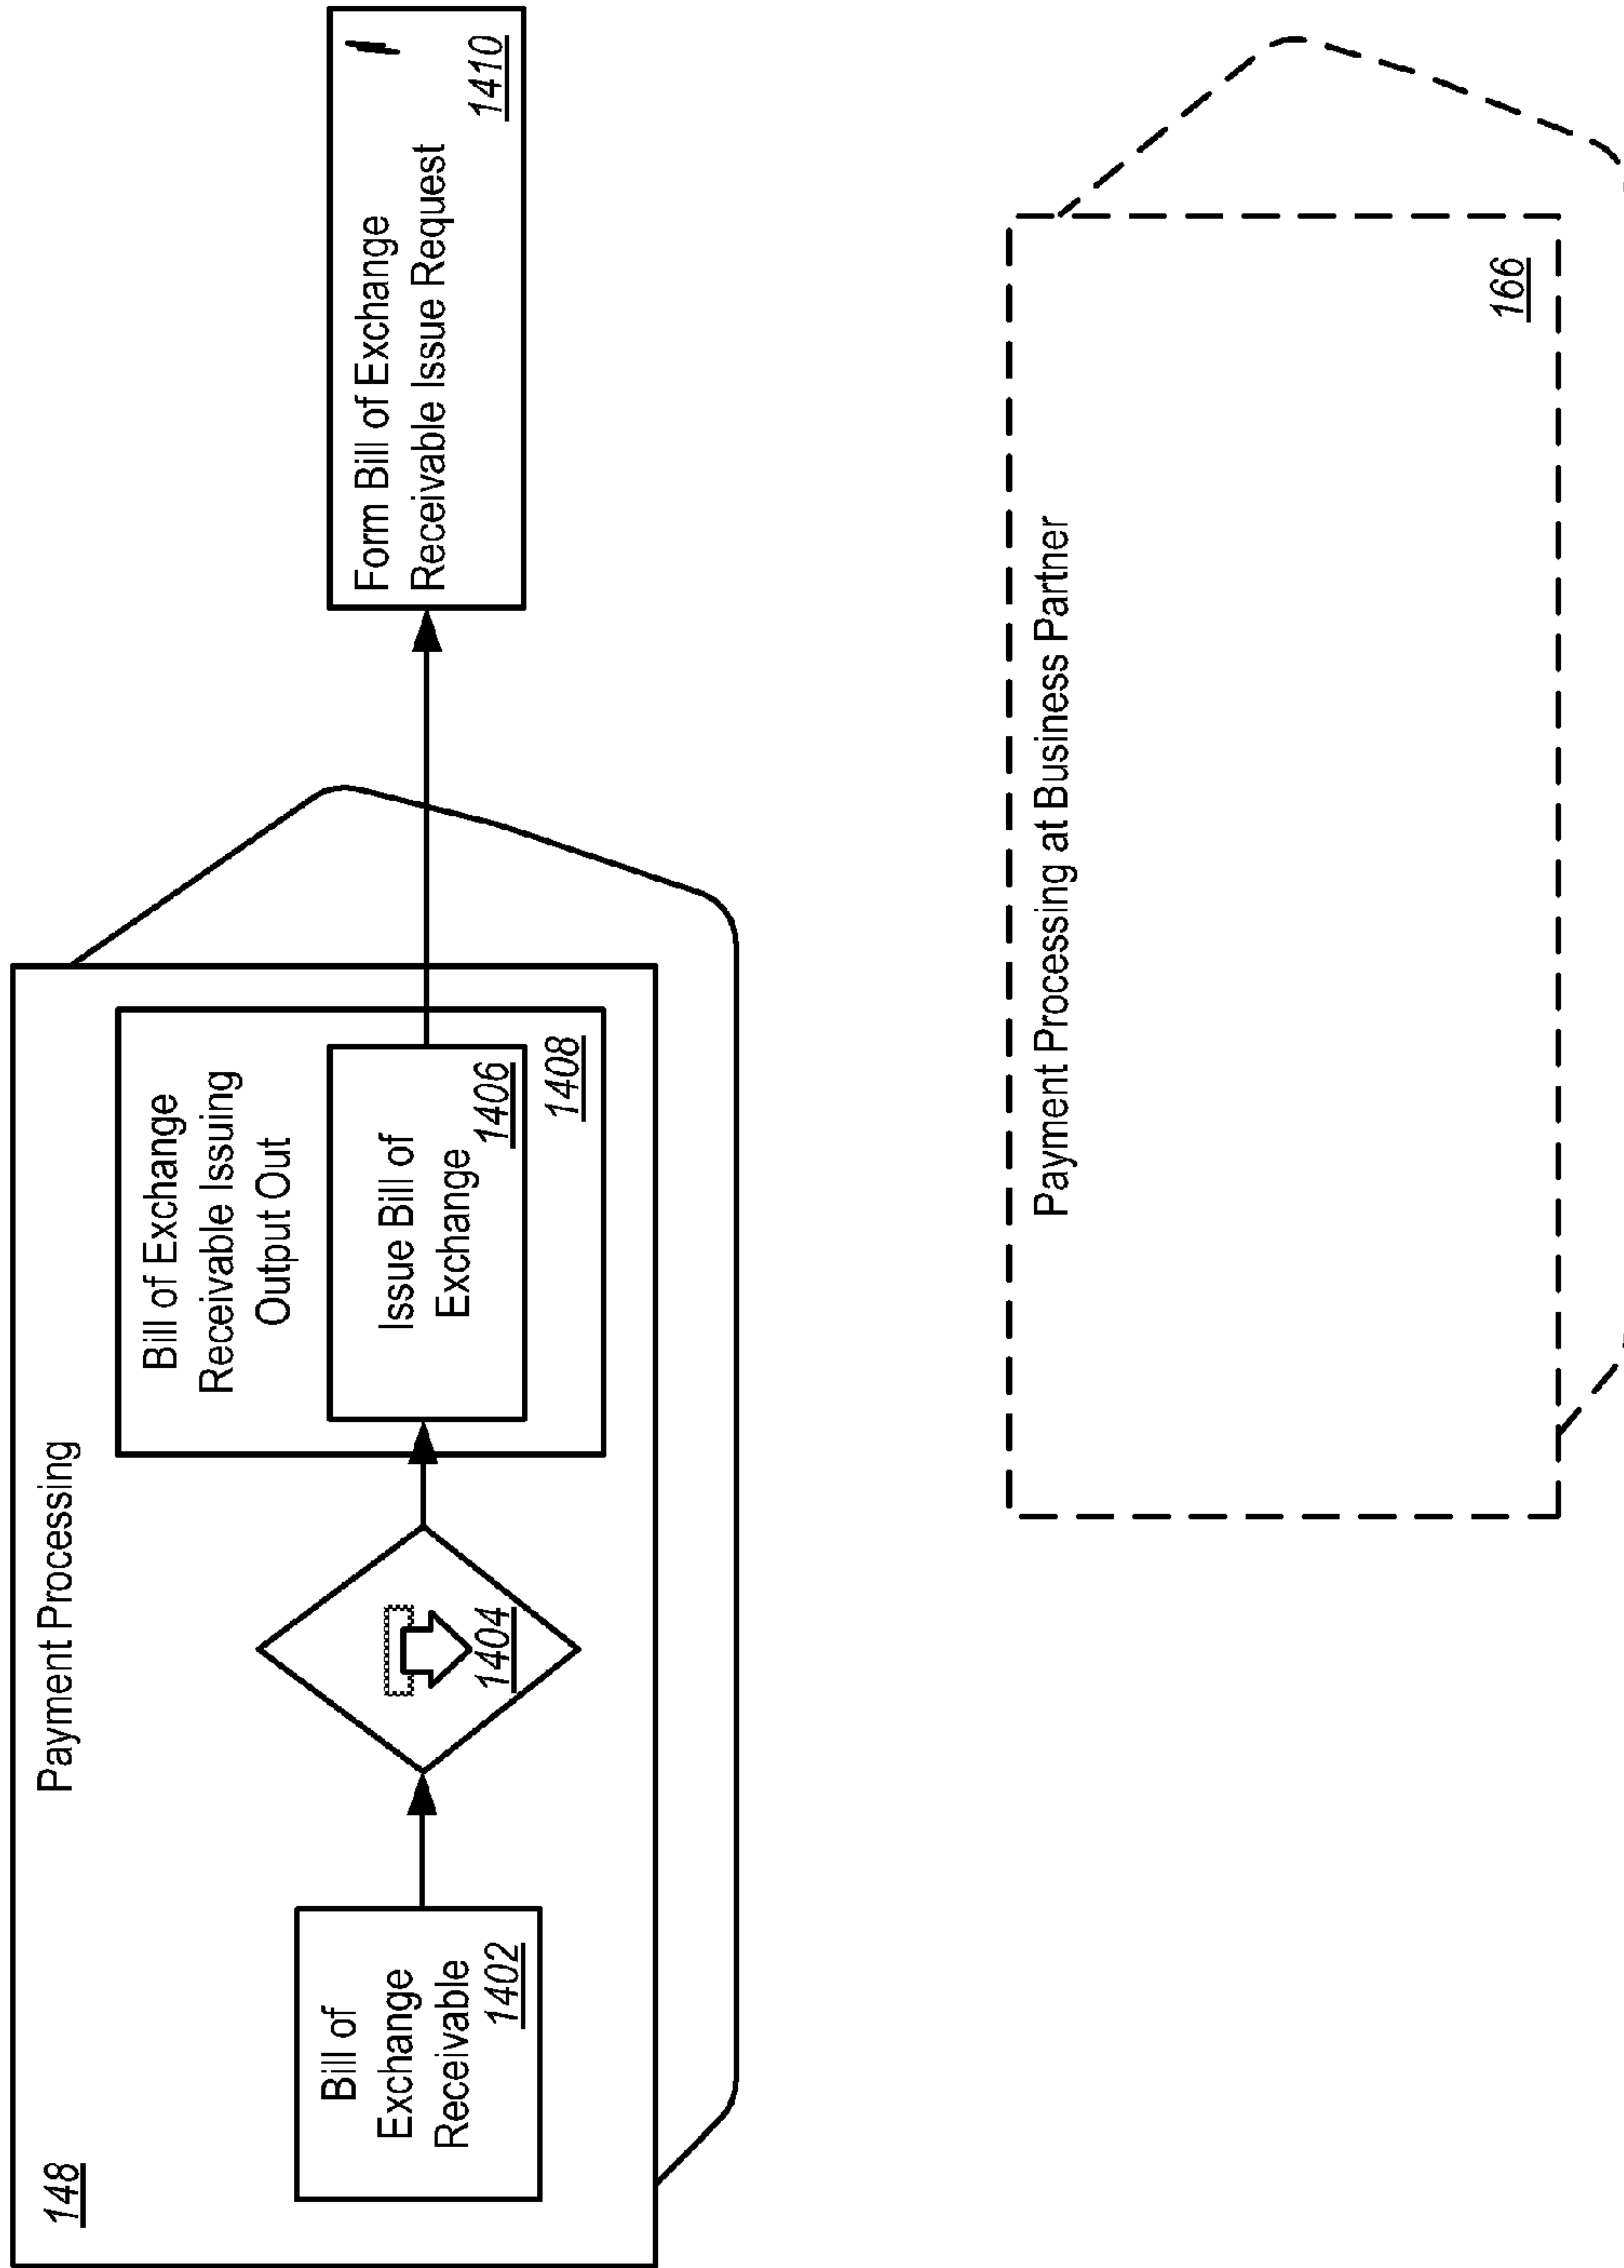 148
Payment Processing
Bill of
Exchange
Receivable
1402
1404
Bill of Exchange
Receivable Issuing
Output Out
Issue Bill of
Exchange
1406
1408
Form Bill of Exchange
Receivable Issue Request
1410
Payment Processing at Business Partner
166